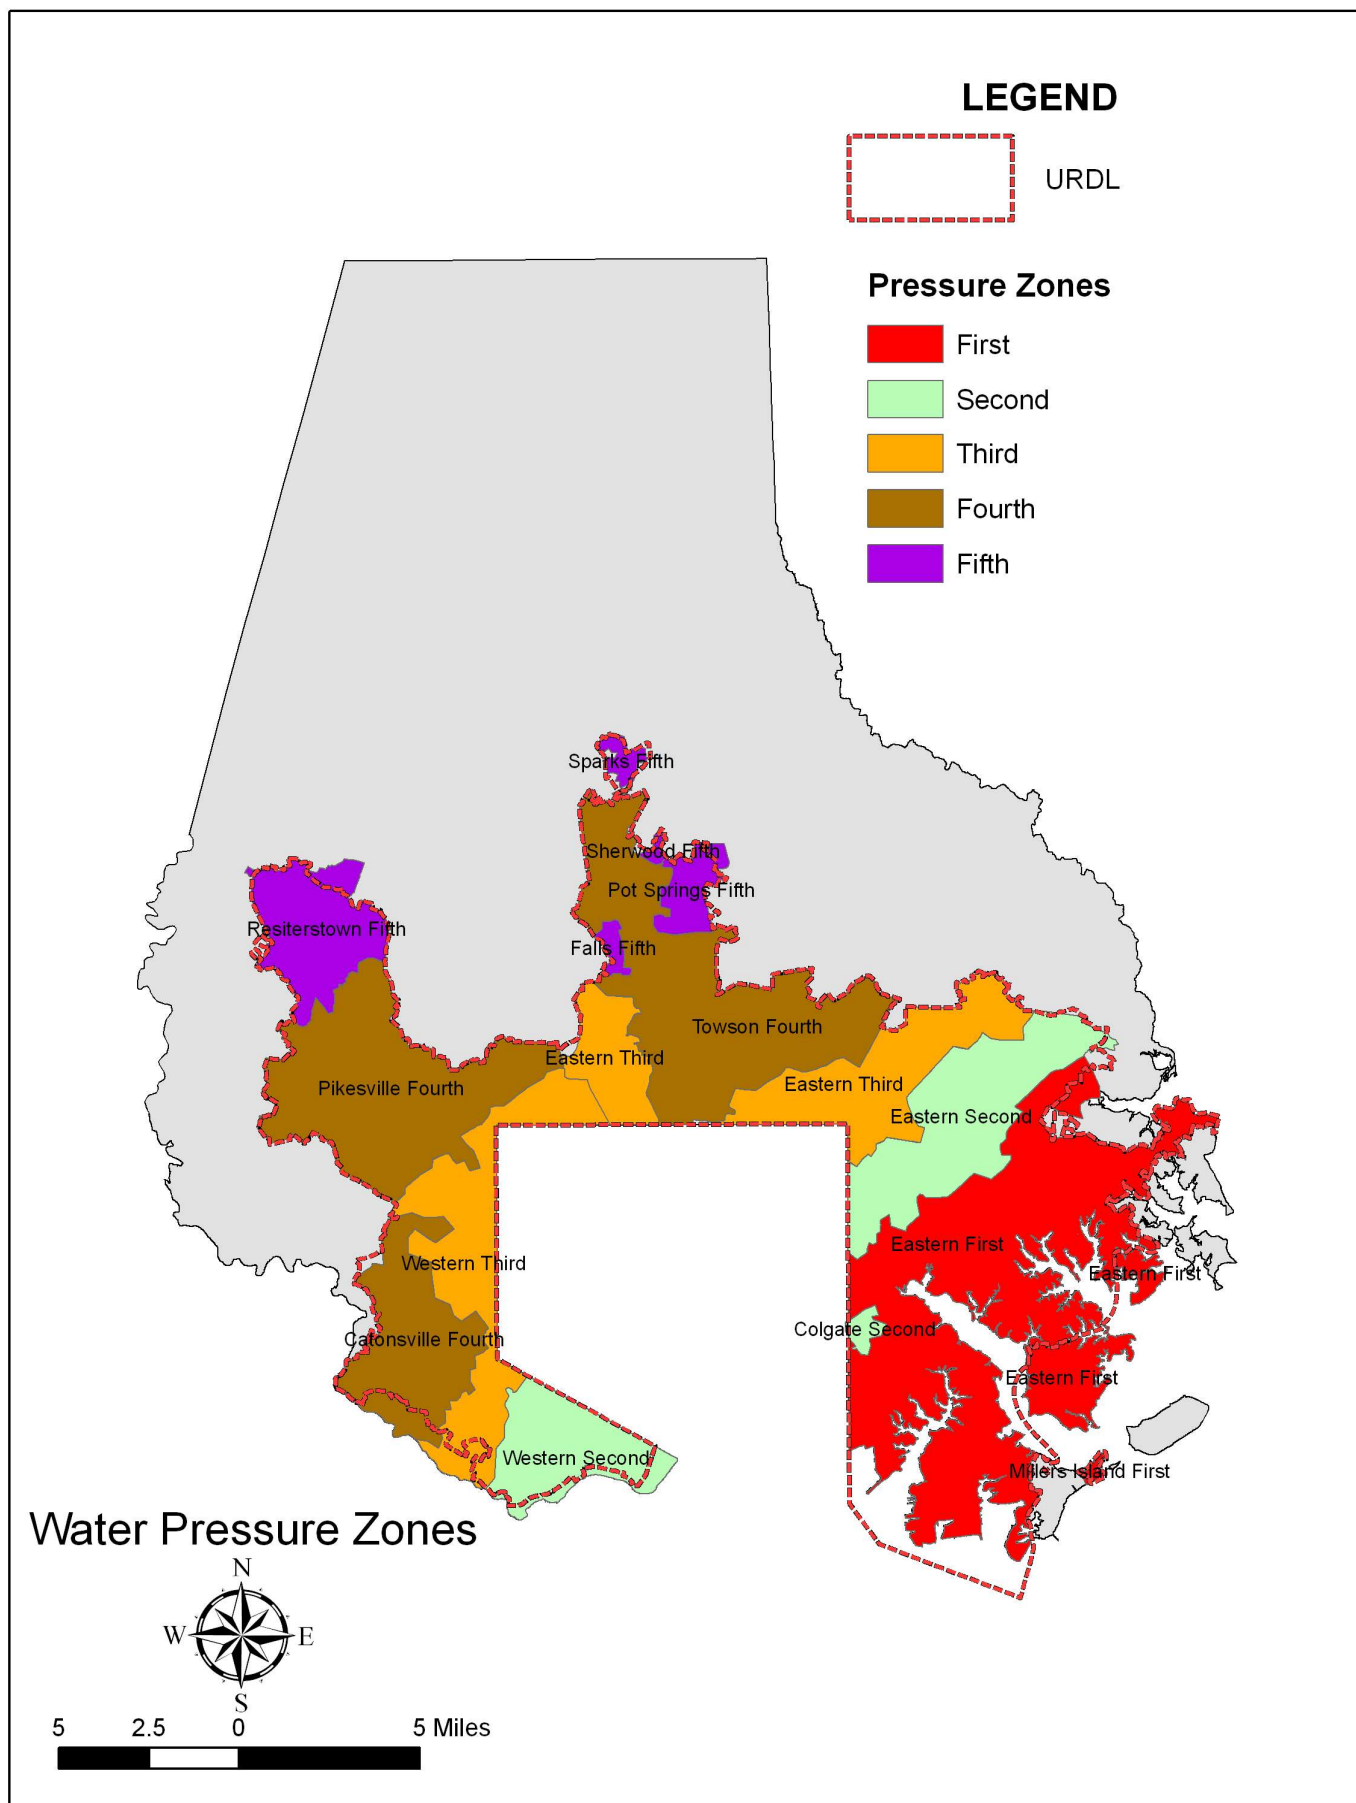 LEGEND
URDL
Pressure Zones
First
Second
Third
Fourth
Fifth
Sparks Fifth
Sherwood Fifth
Pot Springs Fifth
Resiterstown Fifth
Falls Fifth
Towson Fourth
Eastern Third
Eastern Third
Pikesville Fourth
Eastern Second
Eastern First
Western Third
Eastern First
Colgate Second
Catonsville Fourth
Eastern First
Western Second
Millers Island First
Water Pressure Zones
N
W E
S
5 2.5 0 5 Miles